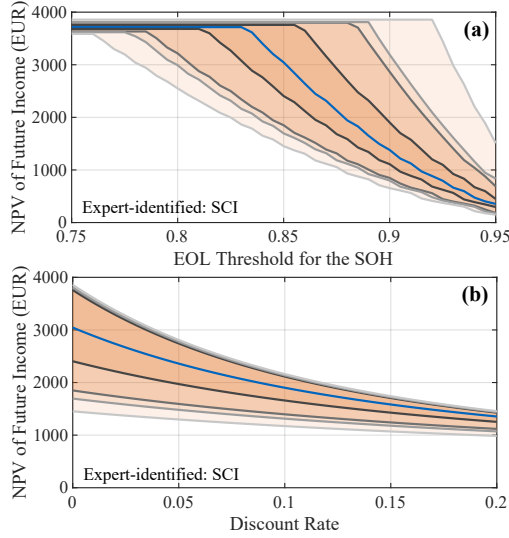 (a)
NPV of Future Income (EUR)
4000
3000
2000
1000
0
Expert-identified: SCI
0.75 0.8 0.85 0.9 0.95
EOL Threshold for the SOH
(b)
NPV of Future Income (EUR)
4000
3000
2000
1000
0
Expert-identified: SCI
0 0.05 0.1 0.15 0.2
Discount Rate